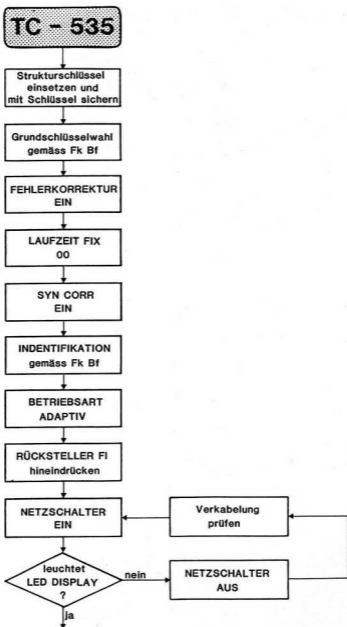 TC - 535
Strukturschlüssel
einsetzen und
mit Schlüssel sichern
Grundschlüsselwahl
gemäss Fk Bf
FEHLERKORREKTUR
EIN
LAUFZEIT FIX
00
SYN CORR
EIN
INDENTIFIKATION
gemäss Fk Bf
BETRIEBSART
ADAPTIV
RÜCKSTELLER FI
hineindrücken
NETZSCHALTER
EIN
Verkabelung
prüfen
leuchtet
LED DISPLAY
?
nein
NETZSCHALTER
AUS
ja